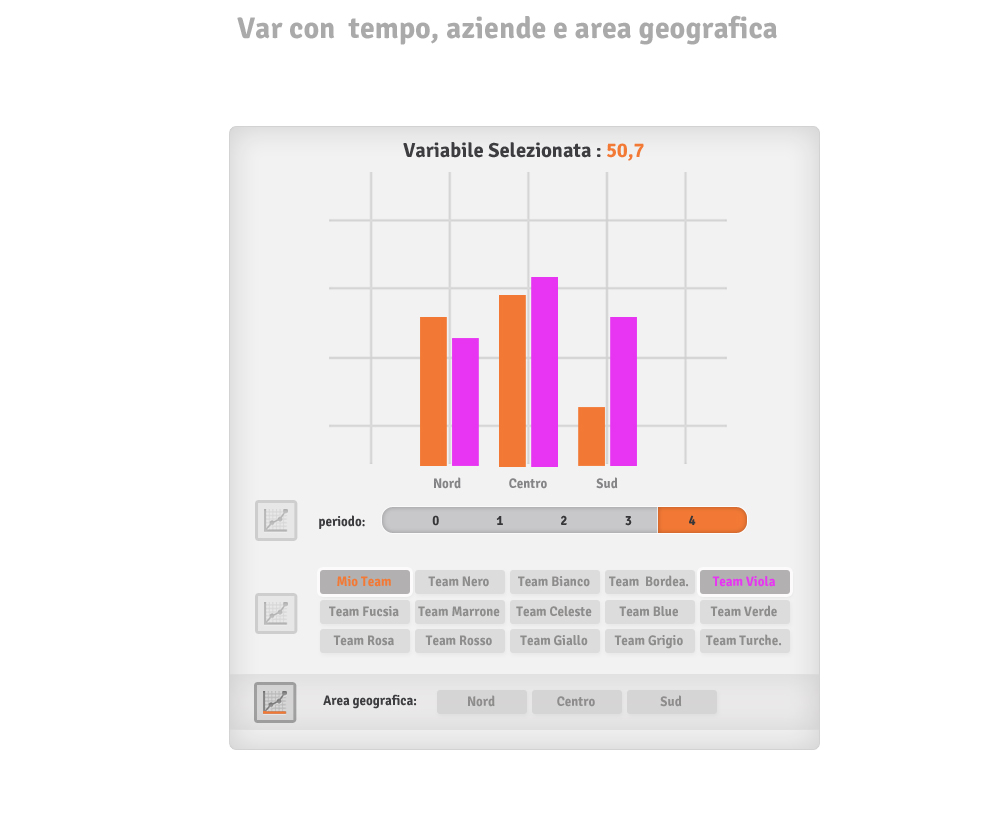 Var con  tempo, aziende e area geografica
Variabile Selezionata : 50,7
Nord Centro Sud
periodo: 0 1 2 3 4
Mio Team Team Nero Team Bianco Team  Bordea. Team Viola
Team Fucsia Team Marrone Team Celeste Team Blue Team Verde
Team Rosa Team Rosso Team Giallo Team Grigio Team Turche.
Area geografica: Nord Centro Sud